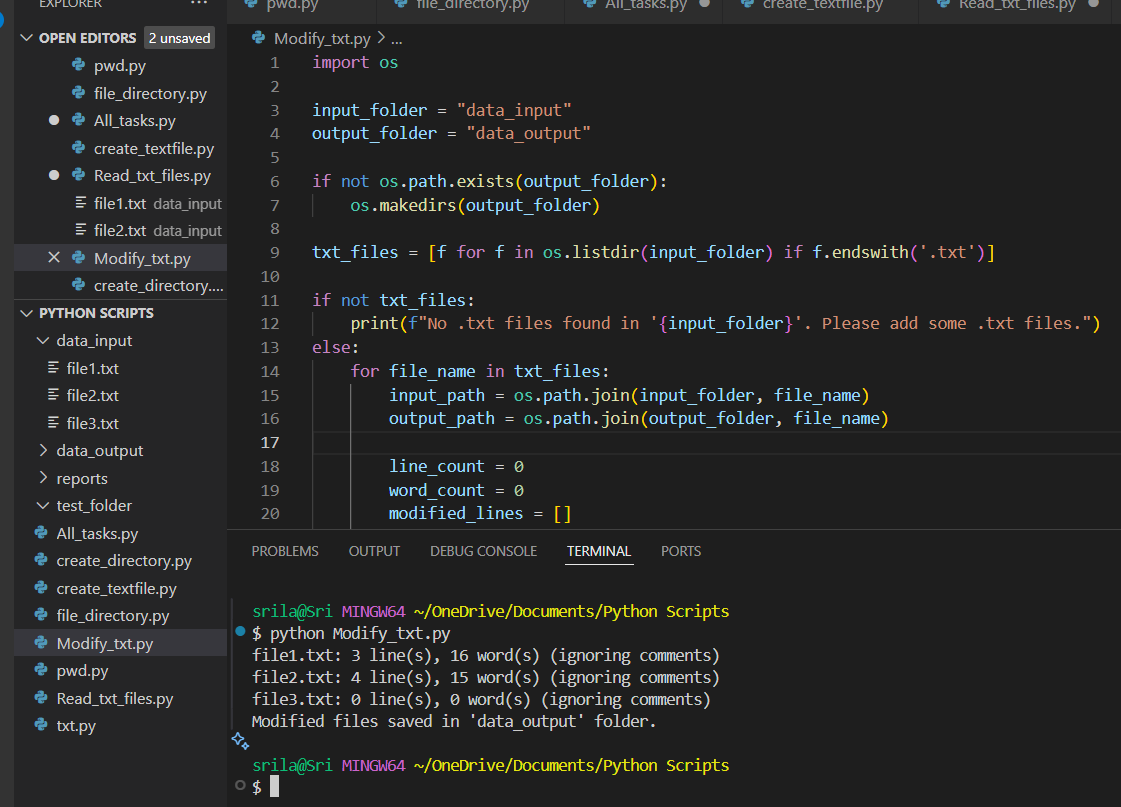 EXPLORER ...
pwd.py file_directory.py All_tasks.py create_textfile.py Read_txt_files.py
OPEN EDITORS 2 unsaved
pwd.py
file_directory.py
All_tasks.py
create_textfile.py
Read_txt_files.py
file1.txt data_input
file2.txt data_input
Modify_txt.py
create_directory....
PYTHON SCRIPTS
data_input
file1.txt
file2.txt
file3.txt
data_output
reports
test_folder
All_tasks.py
create_directory.py
create_textfile.py
file_directory.py
Modify_txt.py
pwd.py
Read_txt_files.py
txt.py
Modify_txt.py > ...
1 import os
2
3 input_folder = "data_input"
4 output_folder = "data_output"
5
6 if not os.path.exists(output_folder):
7     os.makedirs(output_folder)
8
9 txt_files = [f for f in os.listdir(input_folder) if f.endswith('.txt')]
10
11 if not txt_files:
12     print(f"No .txt files found in '{input_folder}'. Please add some .txt files.")
13 else:
14     for file_name in txt_files:
15         input_path = os.path.join(input_folder, file_name)
16         output_path = os.path.join(output_folder, file_name)
17
18         line_count = 0
19         word_count = 0
20         modified_lines = []
PROBLEMS OUTPUT DEBUG CONSOLE TERMINAL PORTS
srila@Sri MINGW64 ~/OneDrive/Documents/Python Scripts
$ python Modify_txt.py
file1.txt: 3 line(s), 16 word(s) (ignoring comments)
file2.txt: 4 line(s), 15 word(s) (ignoring comments)
file3.txt: 0 line(s), 0 word(s) (ignoring comments)
Modified files saved in 'data_output' folder.
srila@Sri MINGW64 ~/OneDrive/Documents/Python Scripts
$